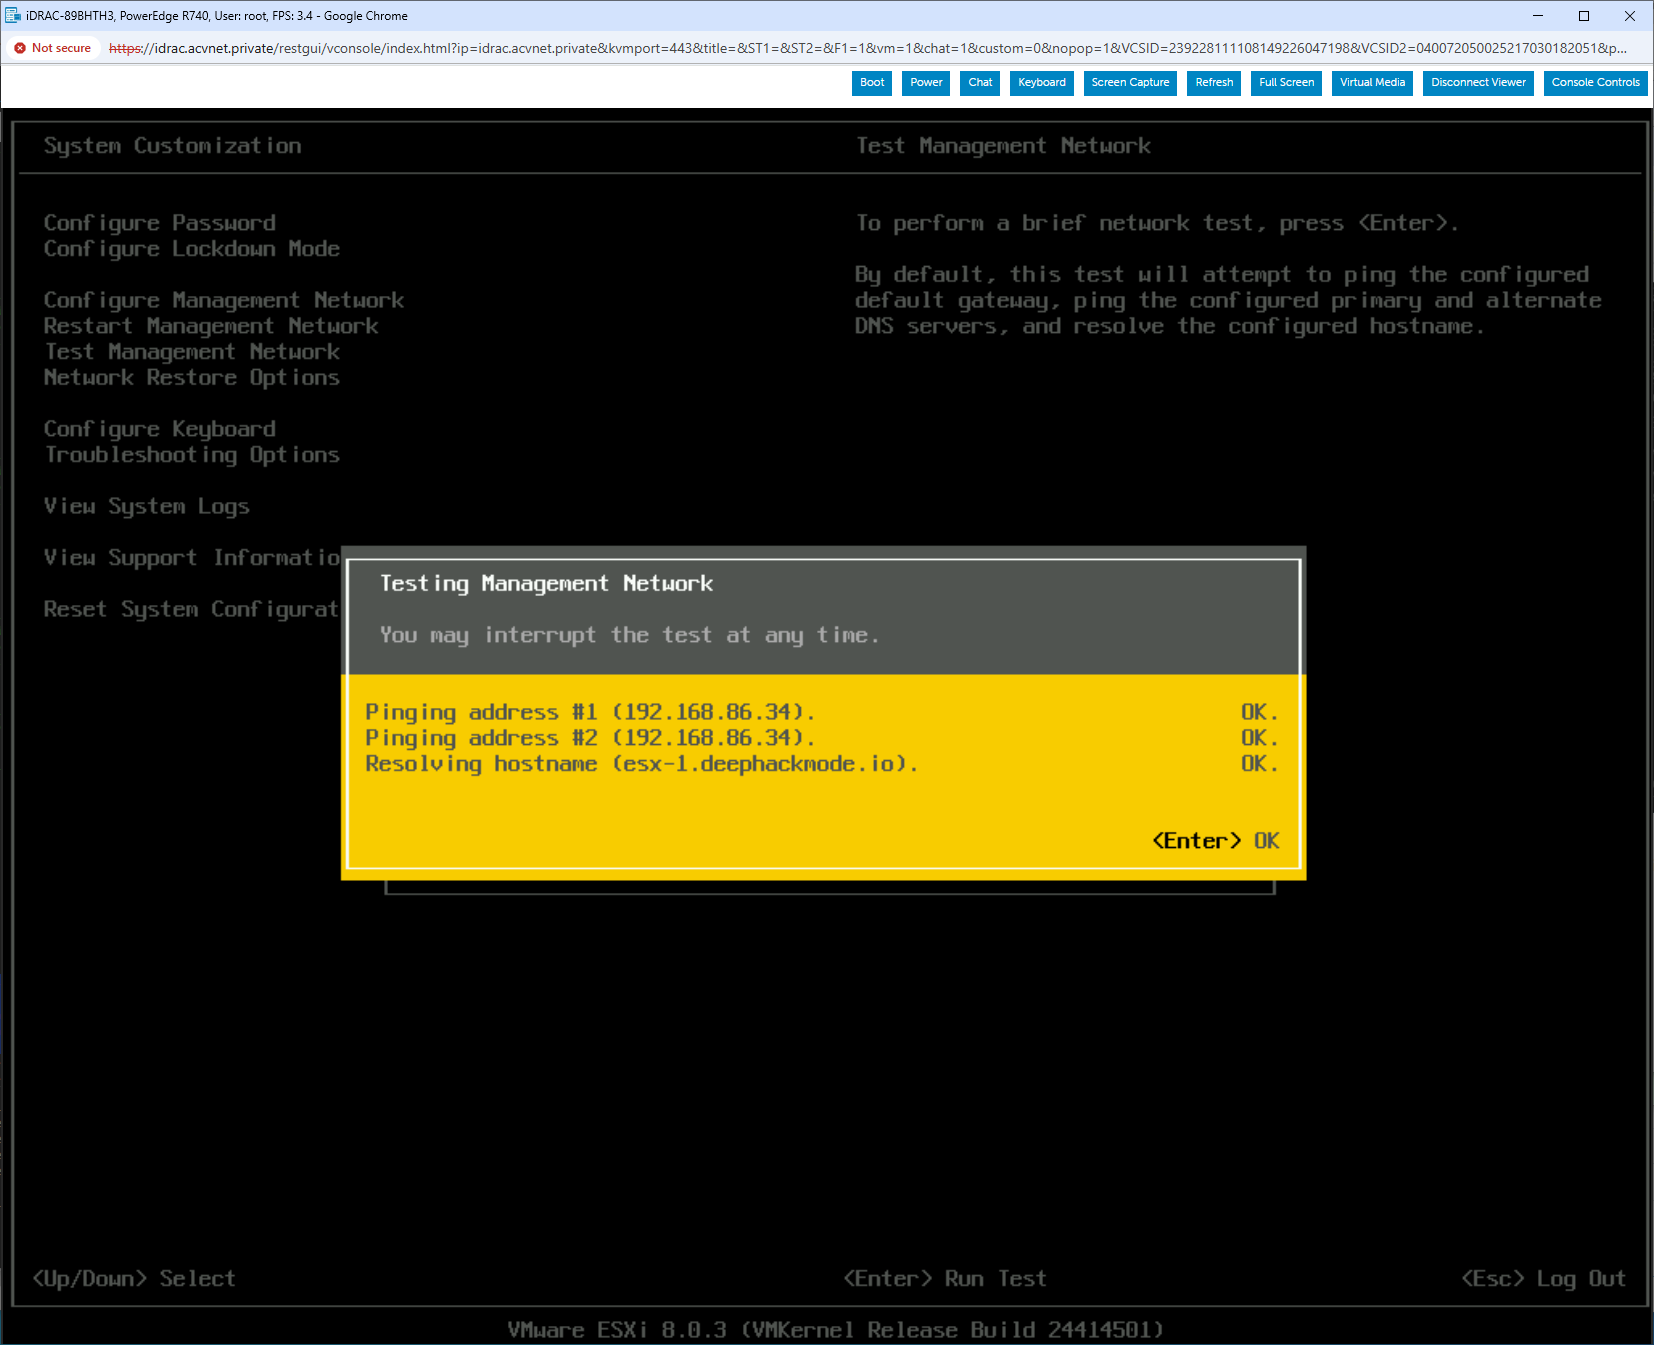 iDRAC-89BHTH3, PowerEdge R740, User: root, FPS: 3.4 - Google Chrome
Not secure https://idrac.acvnet.private/restgui/vconsole/index.html?ip=idrac.acvnet.private&kvmport=443&title=&ST1=&ST2=&F1=1&vm=1&chat=1&custom=0&nopop=1&VCSID=2392281111081492260471​98&VCSID2=040072050025217030182051&p...
Boot Power Chat Keyboard Screen Capture Refresh Full Screen Virtual Media Disconnect Viewer Console Controls
System Customization
Test Management Network
Configure Password
Configure Lockdown Mode
Configure Management Network
Restart Management Network
Test Management Network
Network Restore Options
Configure Keyboard
Troubleshooting Options
View System Logs
View Support Informatio
Reset System Configurat
To perform a brief network test, press <Enter>.
By default, this test will attempt to ping the configured
default gateway, ping the configured primary and alternate
DNS servers, and resolve the configured hostname.
Testing Management Network
You may interrupt the test at any time.
Pinging address #1 (192.168.86.34). OK.
Pinging address #2 (192.168.86.34). OK.
Resolving hostname (esx-1.deephackmode.io). OK.
<Enter> OK
<Up/Down> Select <Enter> Run Test <Esc> Log Out
VMware ESXi 8.0.3 (VMKernel Release Build 24414501)